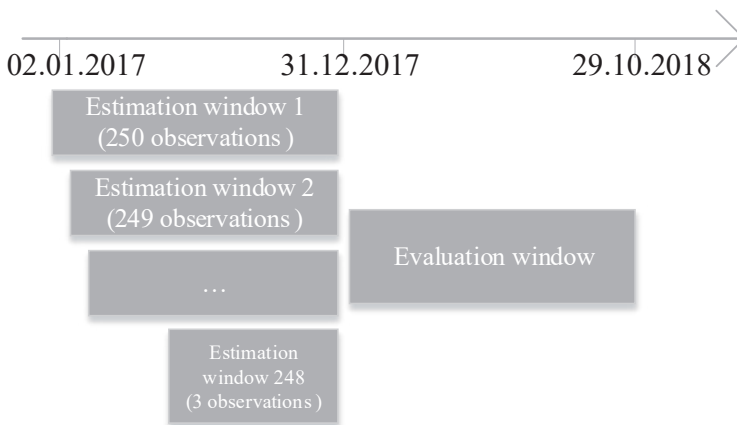 02.01.2017 31.12.2017 29.10.2018
Estimation window 1
(250 observations )
Estimation window 2
(249 observations )
Evaluation window
…
Estimation
window 248
(3 observations )